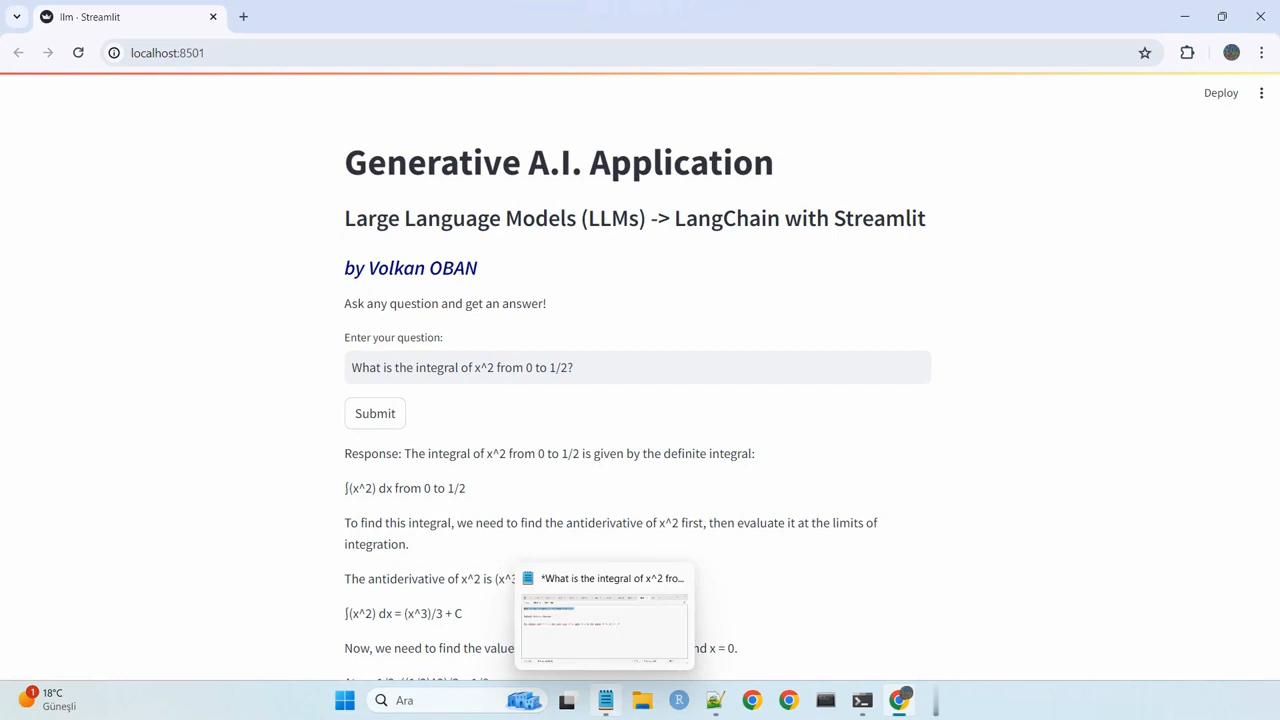 llm · Streamlit
localhost:8501
Deploy
Generative A.I. Application
Large Language Models (LLMs) -> LangChain with Streamlit
by Volkan OBAN
Ask any question and get an answer!
Enter your question:
What is the integral of x^2 from 0 to 1/2?
Submit
Response: The integral of x^2 from 0 to 1/2 is given by the definite integral:
∫(x^2) dx from 0 to 1/2
To find this integral, we need to find the antiderivative of x^2 first, then evaluate it at the limits of
integration.
The antiderivative of x^2 is (x^3
*What is the integral of x^2 fro...
∫(x^2) dx = (x^3)/3 + C
Now, we need to find the value
nd x = 0.
1
18°C
Güneşli
Ara
R